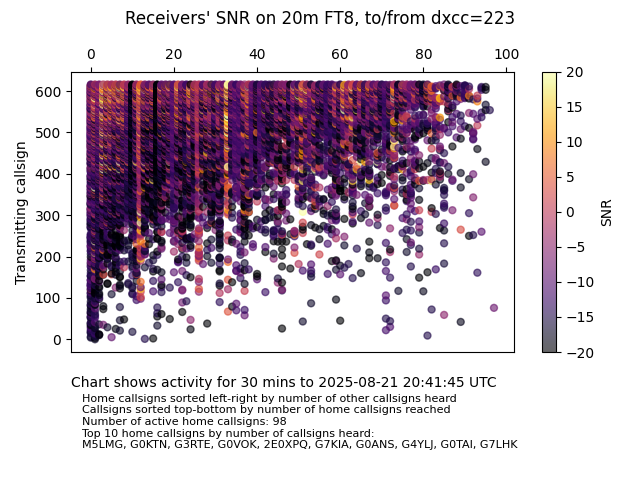 Receivers' SNR on 20m FT8, to/from dxcc=223
0 20 40 60 80 100
600
500
400
300
200
100
0
Transmitting callsign
20
15
10
5
0
−5
−10
−15
−20
SNR
Chart shows activity for 30 mins to 2025-08-21 20:41:45 UTC
Home callsigns sorted left-right by number of other callsigns heard
Callsigns sorted top-bottom by number of home callsigns reached
Number of active home callsigns: 98
Top 10 home callsigns by number of callsigns heard:
M5LMG, G0KTN, G3RTE, G0VOK, 2E0XPQ, G7KIA, G0ANS, G4YLJ, G0TAI, G7LHK